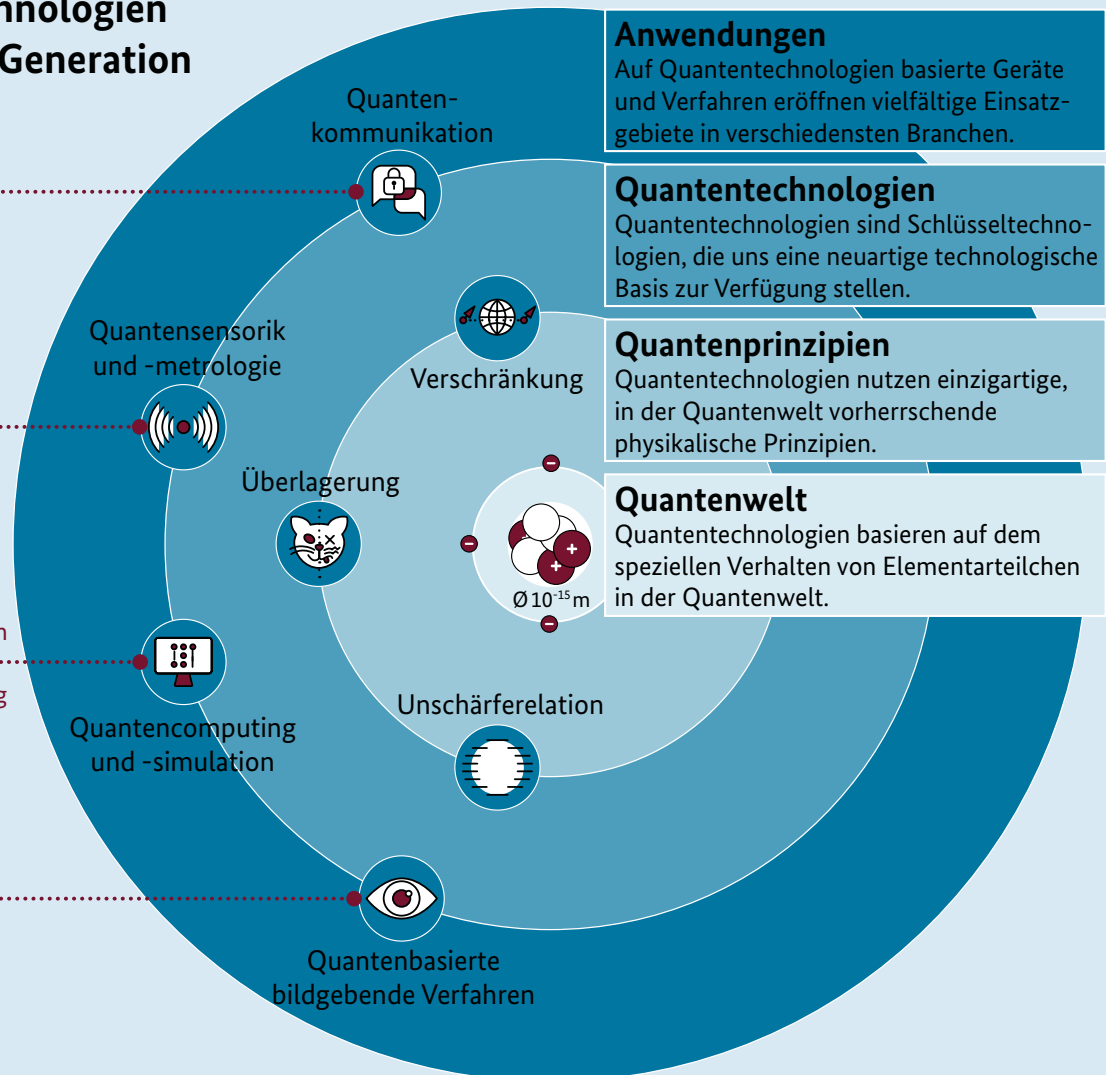 hnologien
Generation
Quanten-
kommunikation
Quantensensorik
und -metrologie
Verschränkung
Überlagerung
Ø 10⁻¹⁵ m
Unschärferelation
n
g
Quantencomputing
und -simulation
Quantenbasierte
bildgebende Verfahren
Anwendungen
Auf Quantentechnologien basierte Geräte
und Verfahren eröffnen vielfältige Einsatz-
gebiete in verschiedensten Branchen.
Quantentechnologien
Quantentechnologien sind Schlüsseltechno-
logien, die uns eine neuartige technologische
Basis zur Verfügung stellen.
Quantenprinzipien
Quantentechnologien nutzen einzigartige,
in der Quantenwelt vorherrschende
physikalische Prinzipien.
Quantenwelt
Quantentechnologien basieren auf dem
speziellen Verhalten von Elementarteilchen
in der Quantenwelt.